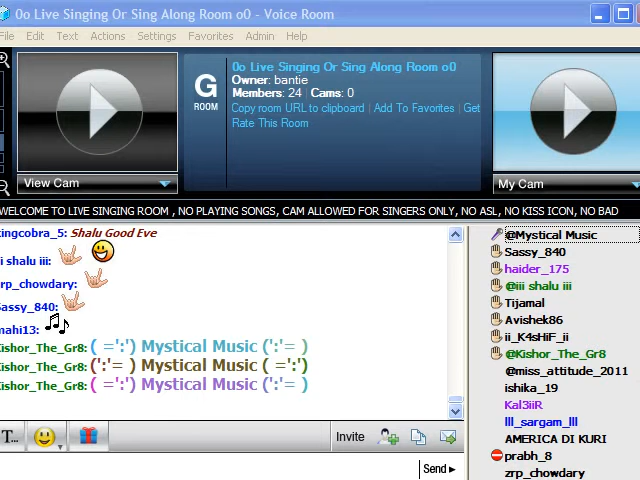 0o Live Singing Or Sing Along Room o0 - Voice Room
File Edit Text Actions Settings Favorites Admin Help
G
ROOM
0o Live Singing Or Sing Along Room o0
Owner: bantie
Members: 24 | Cams: 0
Copy room URL to clipboard | Add To Favorites | Get
Rate This Room
View Cam
My Cam
WELCOME TO LIVE SINGING ROOM , NO PLAYING SONGS, CAM ALLOWED FOR SINGERS ONLY, NO ASL, NO KISS ICON, NO BAD
kingcobra_5: Shalu Good Eve
i shalu iii:
zrp_chowdary:
Sassy_840:
mahi13:
Kishor_The_Gr8: ( =':') Mystical Music (':'= )
Kishor_The_Gr8: (':'= ) Mystical Music ( =':')
Kishor_The_Gr8: ( =':') Mystical Music (':'= )
@Mystical Music
Sassy_840
haider_175
@iii shalu iii
Tijamal
Avishek86
ii_K4sHiF_ii
@Kishor_The_Gr8
@miss_attitude_2011
ishika_19
Kal3iiR
lll_sargam_lll
AMERICA DI KURI
prabh_8
zrp_chowdary
T...
Invite
Send